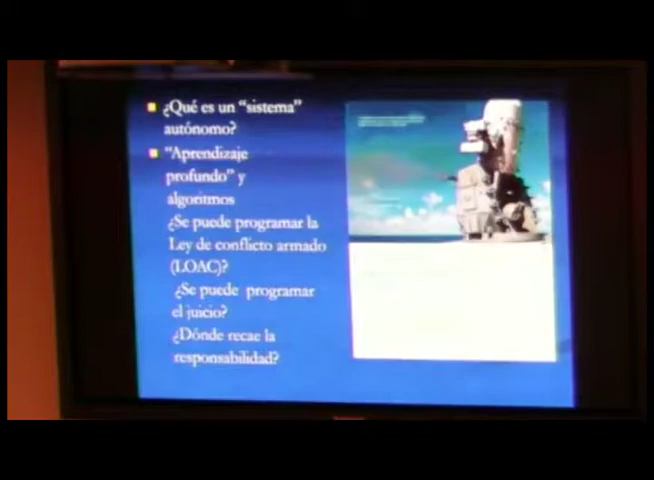 ¿Qué es un “sistema”
autónomo?
“Aprendizaje
profundo” y
algoritmos
¿Se puede programar la
Ley de conflicto armado
(LOAC)?
¿Se puede programar
el juicio?
¿Dónde recae la
responsabilidad?